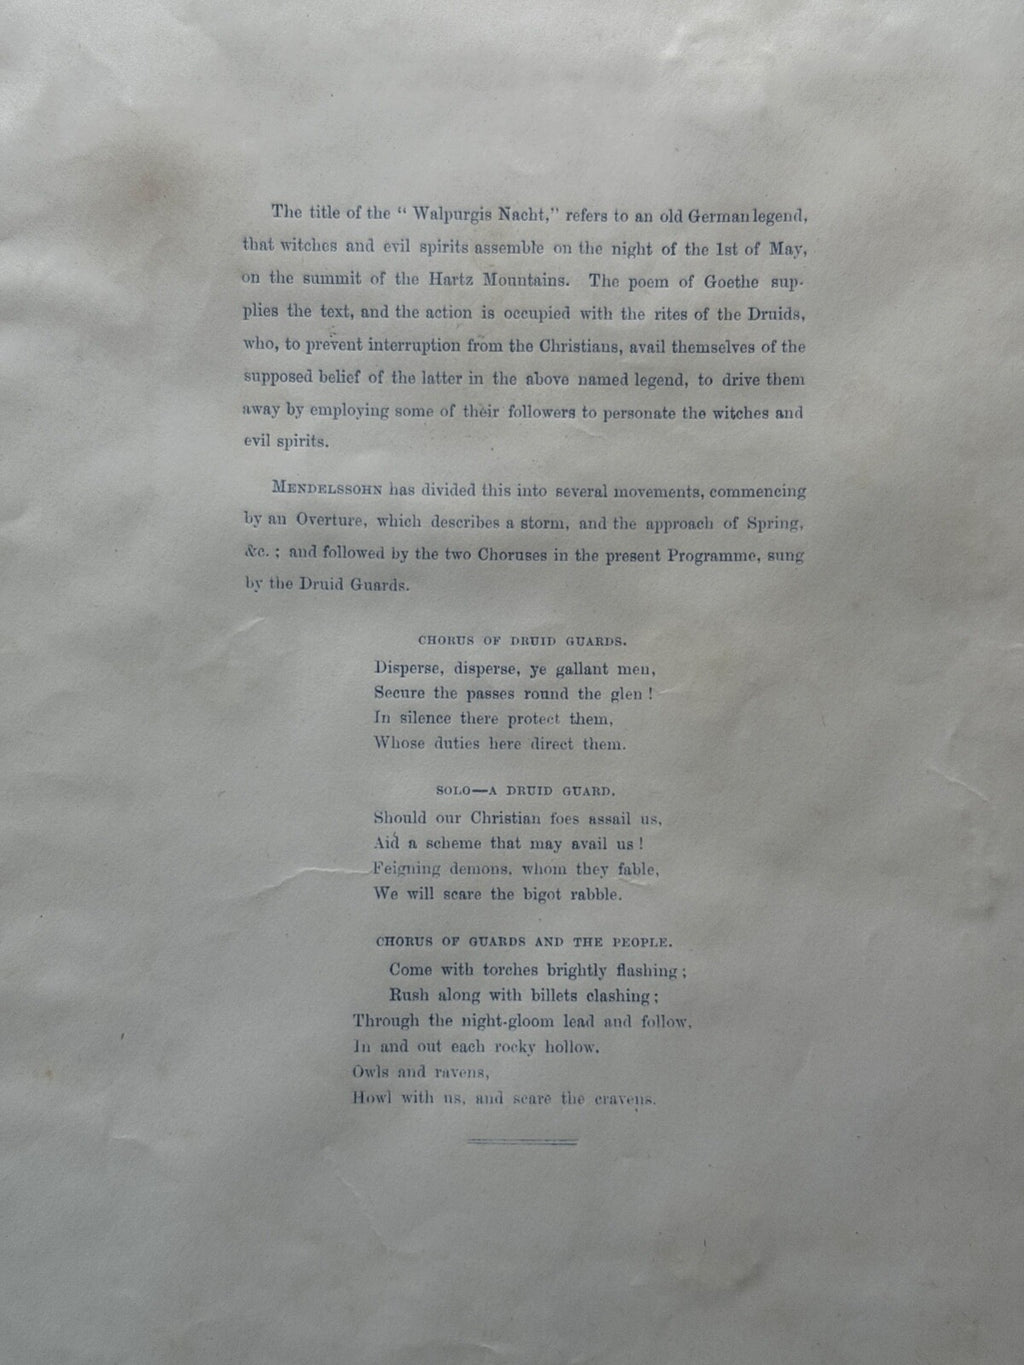 The title of the “ Walpurgis Nacht,” refers to an old German legend,
that witches and evil spirits assemble on the night of the 1st of May,
on the summit of the Hartz Mountains. The poem of Goethe sup-
plies the text, and the action is occupied with the rites of the Druids,
who, to prevent interruption from the Christians, avail themselves of the
supposed belief of the latter in the above named legend, to drive them
away by employing some of their followers to personate the witches and
evil spirits.
MENDELSSOHN has divided this into several movements, commencing
by an Overture, which describes a storm, and the approach of Spring,
&c. ; and followed by the two Choruses in the present Programme, sung
by the Druid Guards.
CHORUS OF DRUID GUARDS.
Disperse, disperse, ye gallant men,
Secure the passes round the glen !
In silence there protect them,
Whose duties here direct them.
SOLO—A DRUID GUARD.
Should our Christian foes assail us,
Aid a scheme that may avail us !
Feigning demons, whom they fable,
We will scare the bigot rabble.
CHORUS OF GUARDS AND THE PEOPLE.
Come with torches brightly flashing ;
Rush along with billets clashing ;
Through the night-gloom lead and follow,
In and out each rocky hollow.
Owls and ravens,
Howl with us, and scare the cravens.